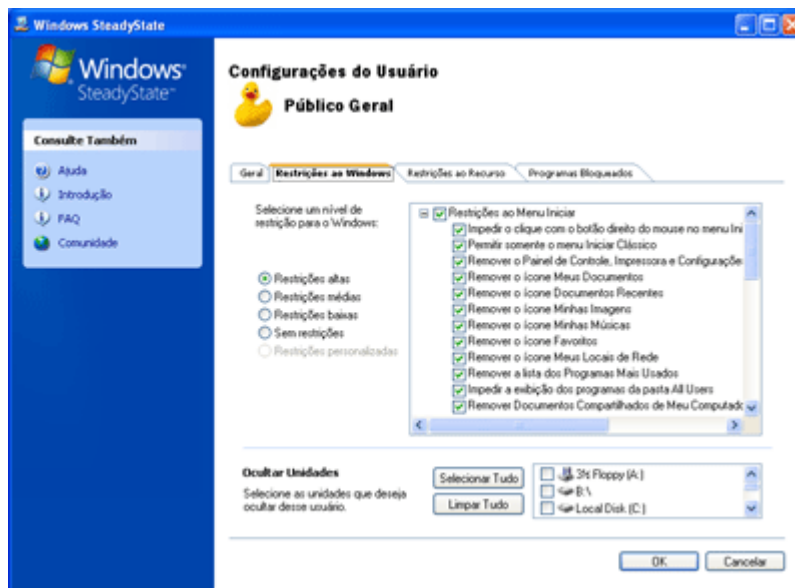 Windows SteadyState
Windows
SteadyState™
Consulte Também
Ajuda
Introdução
FAQ
Comunidade
Configurações do Usuário
Público Geral
Geral
Restrições ao Windows
Restrições ao Recurso
Programas Bloqueados
Selecione um nível de
restrição para o Windows:
Restrições altas
Restrições médias
Restrições baixas
Sem restrições
Restrições personalizadas
Restrições ao Menu Iniciar
Impedir o clique com o botão direito do mouse no menu Ini
Permitir somente o menu Iniciar Clássico
Remover o Painel de Controle, Impressora e Configurações
Remover o ícone Meus Documentos
Remover o ícone Documentos Recentes
Remover o ícone Minhas Imagens
Remover o ícone Minhas Músicas
Remover o ícone Favoritos
Remover o ícone Meus Locais de Rede
Remover a lista dos Programas Mais Usados
Impedir a exibição dos programas da pasta All Users
Remover Documentos Compartilhados de Meu Computado
Ocultar Unidades
Selecione as unidades que deseja
ocultar desse usuário.
Selecionar Tudo
Limpar Tudo
3½ Floppy (A:)
B:\
Local Disk (C:)
OK
Cancelar